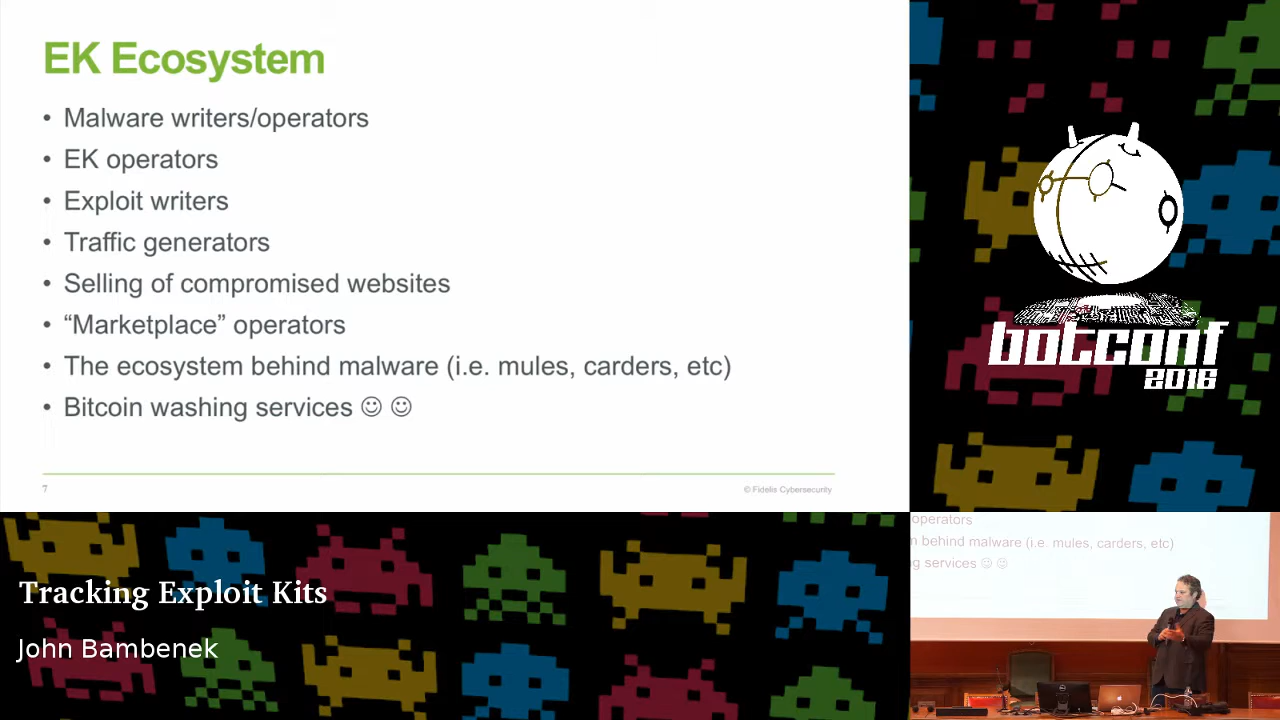 EK Ecosystem
• Malware writers/operators
• EK operators
• Exploit writers
• Traffic generators
• Selling of compromised websites
• “Marketplace” operators
• The ecosystem behind malware (i.e. mules, carders, etc)
• Bitcoin washing services ☺ ☺
7
© Fidelis Cybersecurity
botconf
2016
Tracking Exploit Kits
John Bambenek
operators
m behind malware (i.e. mules, carders, etc)
g services ☺ ☺